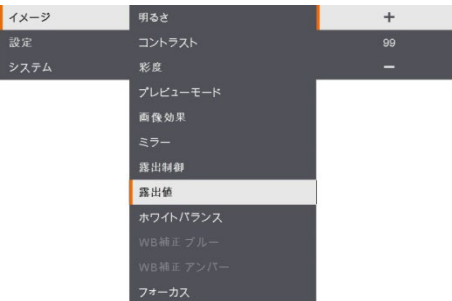 イメージ
設定
システム
明るさ
コントラスト
彩度
プレビューモード
画像効果
ミラー
露出制御
露出値
ホワイトバランス
WB補正 ブルー
WB補正 アンバー
フォーカス
+
99
−